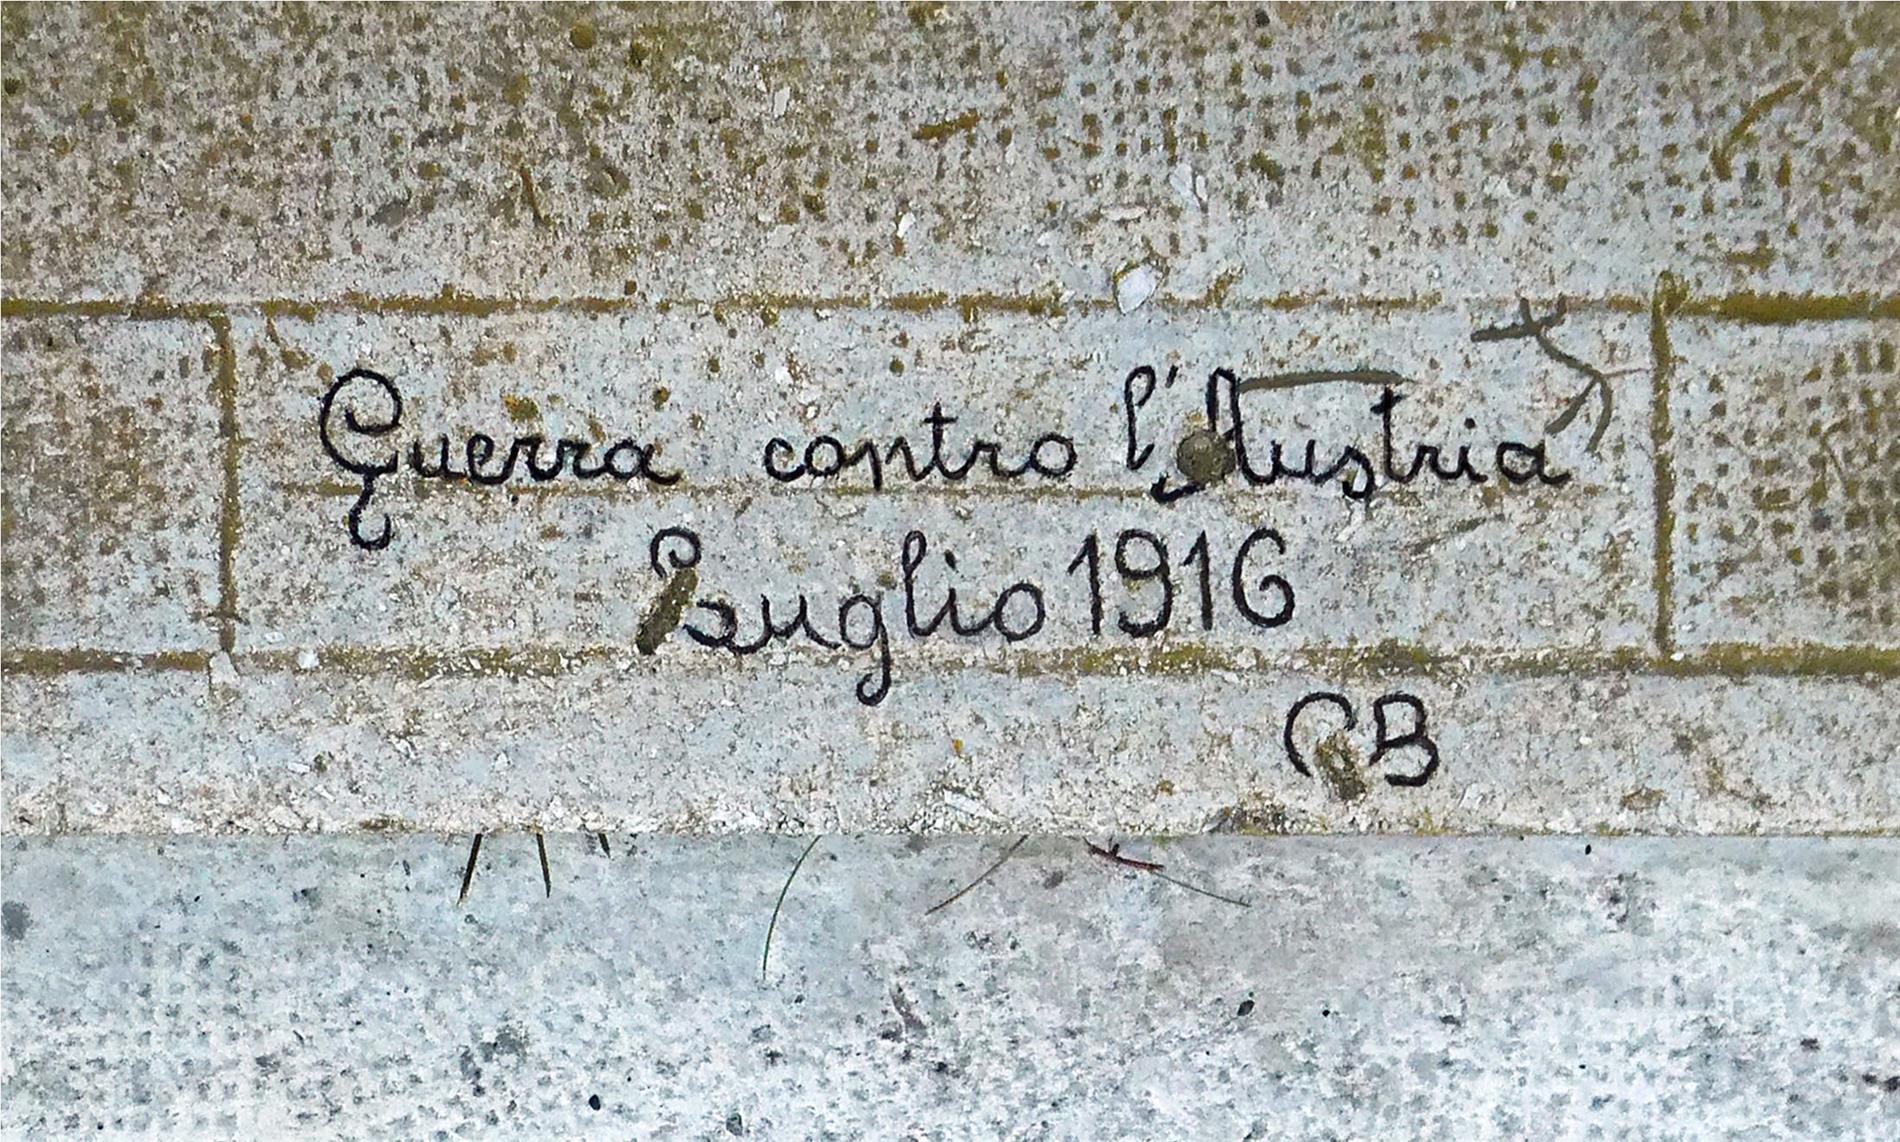 Guerra contro l'Austria
Luglio 1916
GB